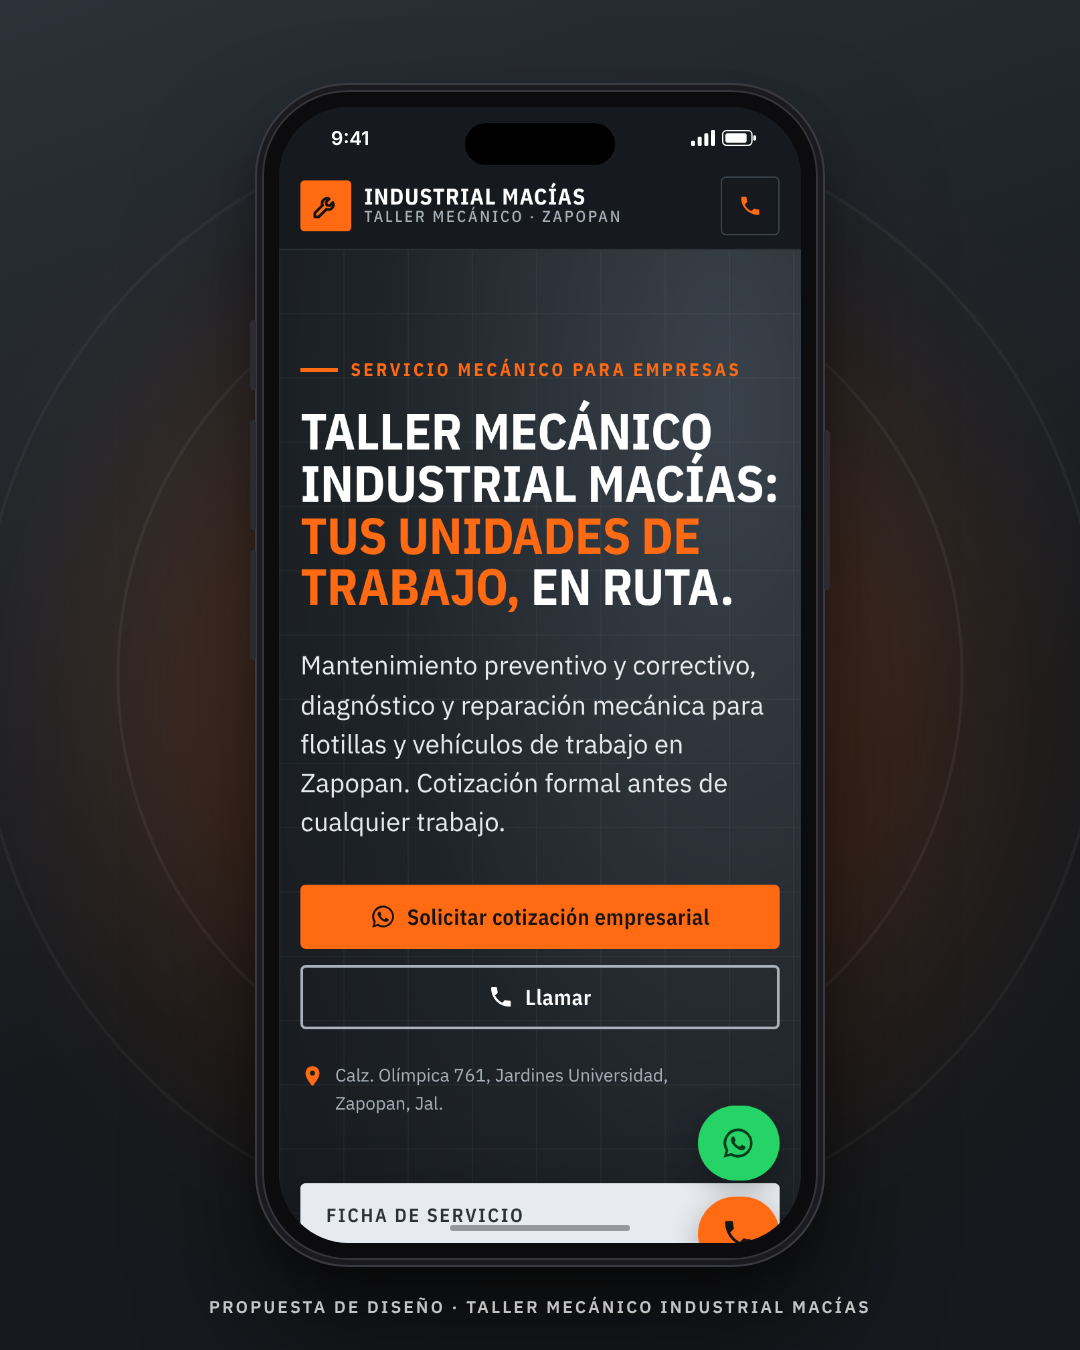 9:41
INDUSTRIAL MACÍAS
TALLER MECÁNICO · ZAPOPAN
SERVICIO MECÁNICO PARA EMPRESAS
TALLER MECÁNICO
INDUSTRIAL MACÍAS:
TUS UNIDADES DE
TRABAJO, EN RUTA.
Mantenimiento preventivo y correctivo,
diagnóstico y reparación mecánica para
flotillas y vehículos de trabajo en
Zapopan. Cotización formal antes de
cualquier trabajo.
Solicitar cotización empresarial
Llamar
Calz. Olímpica 761, Jardines Universidad,
Zapopan, Jal.
FICHA DE SERVICIO
PROPUESTA DE DISEÑO · TALLER MECÁNICO INDUSTRIAL MACÍAS